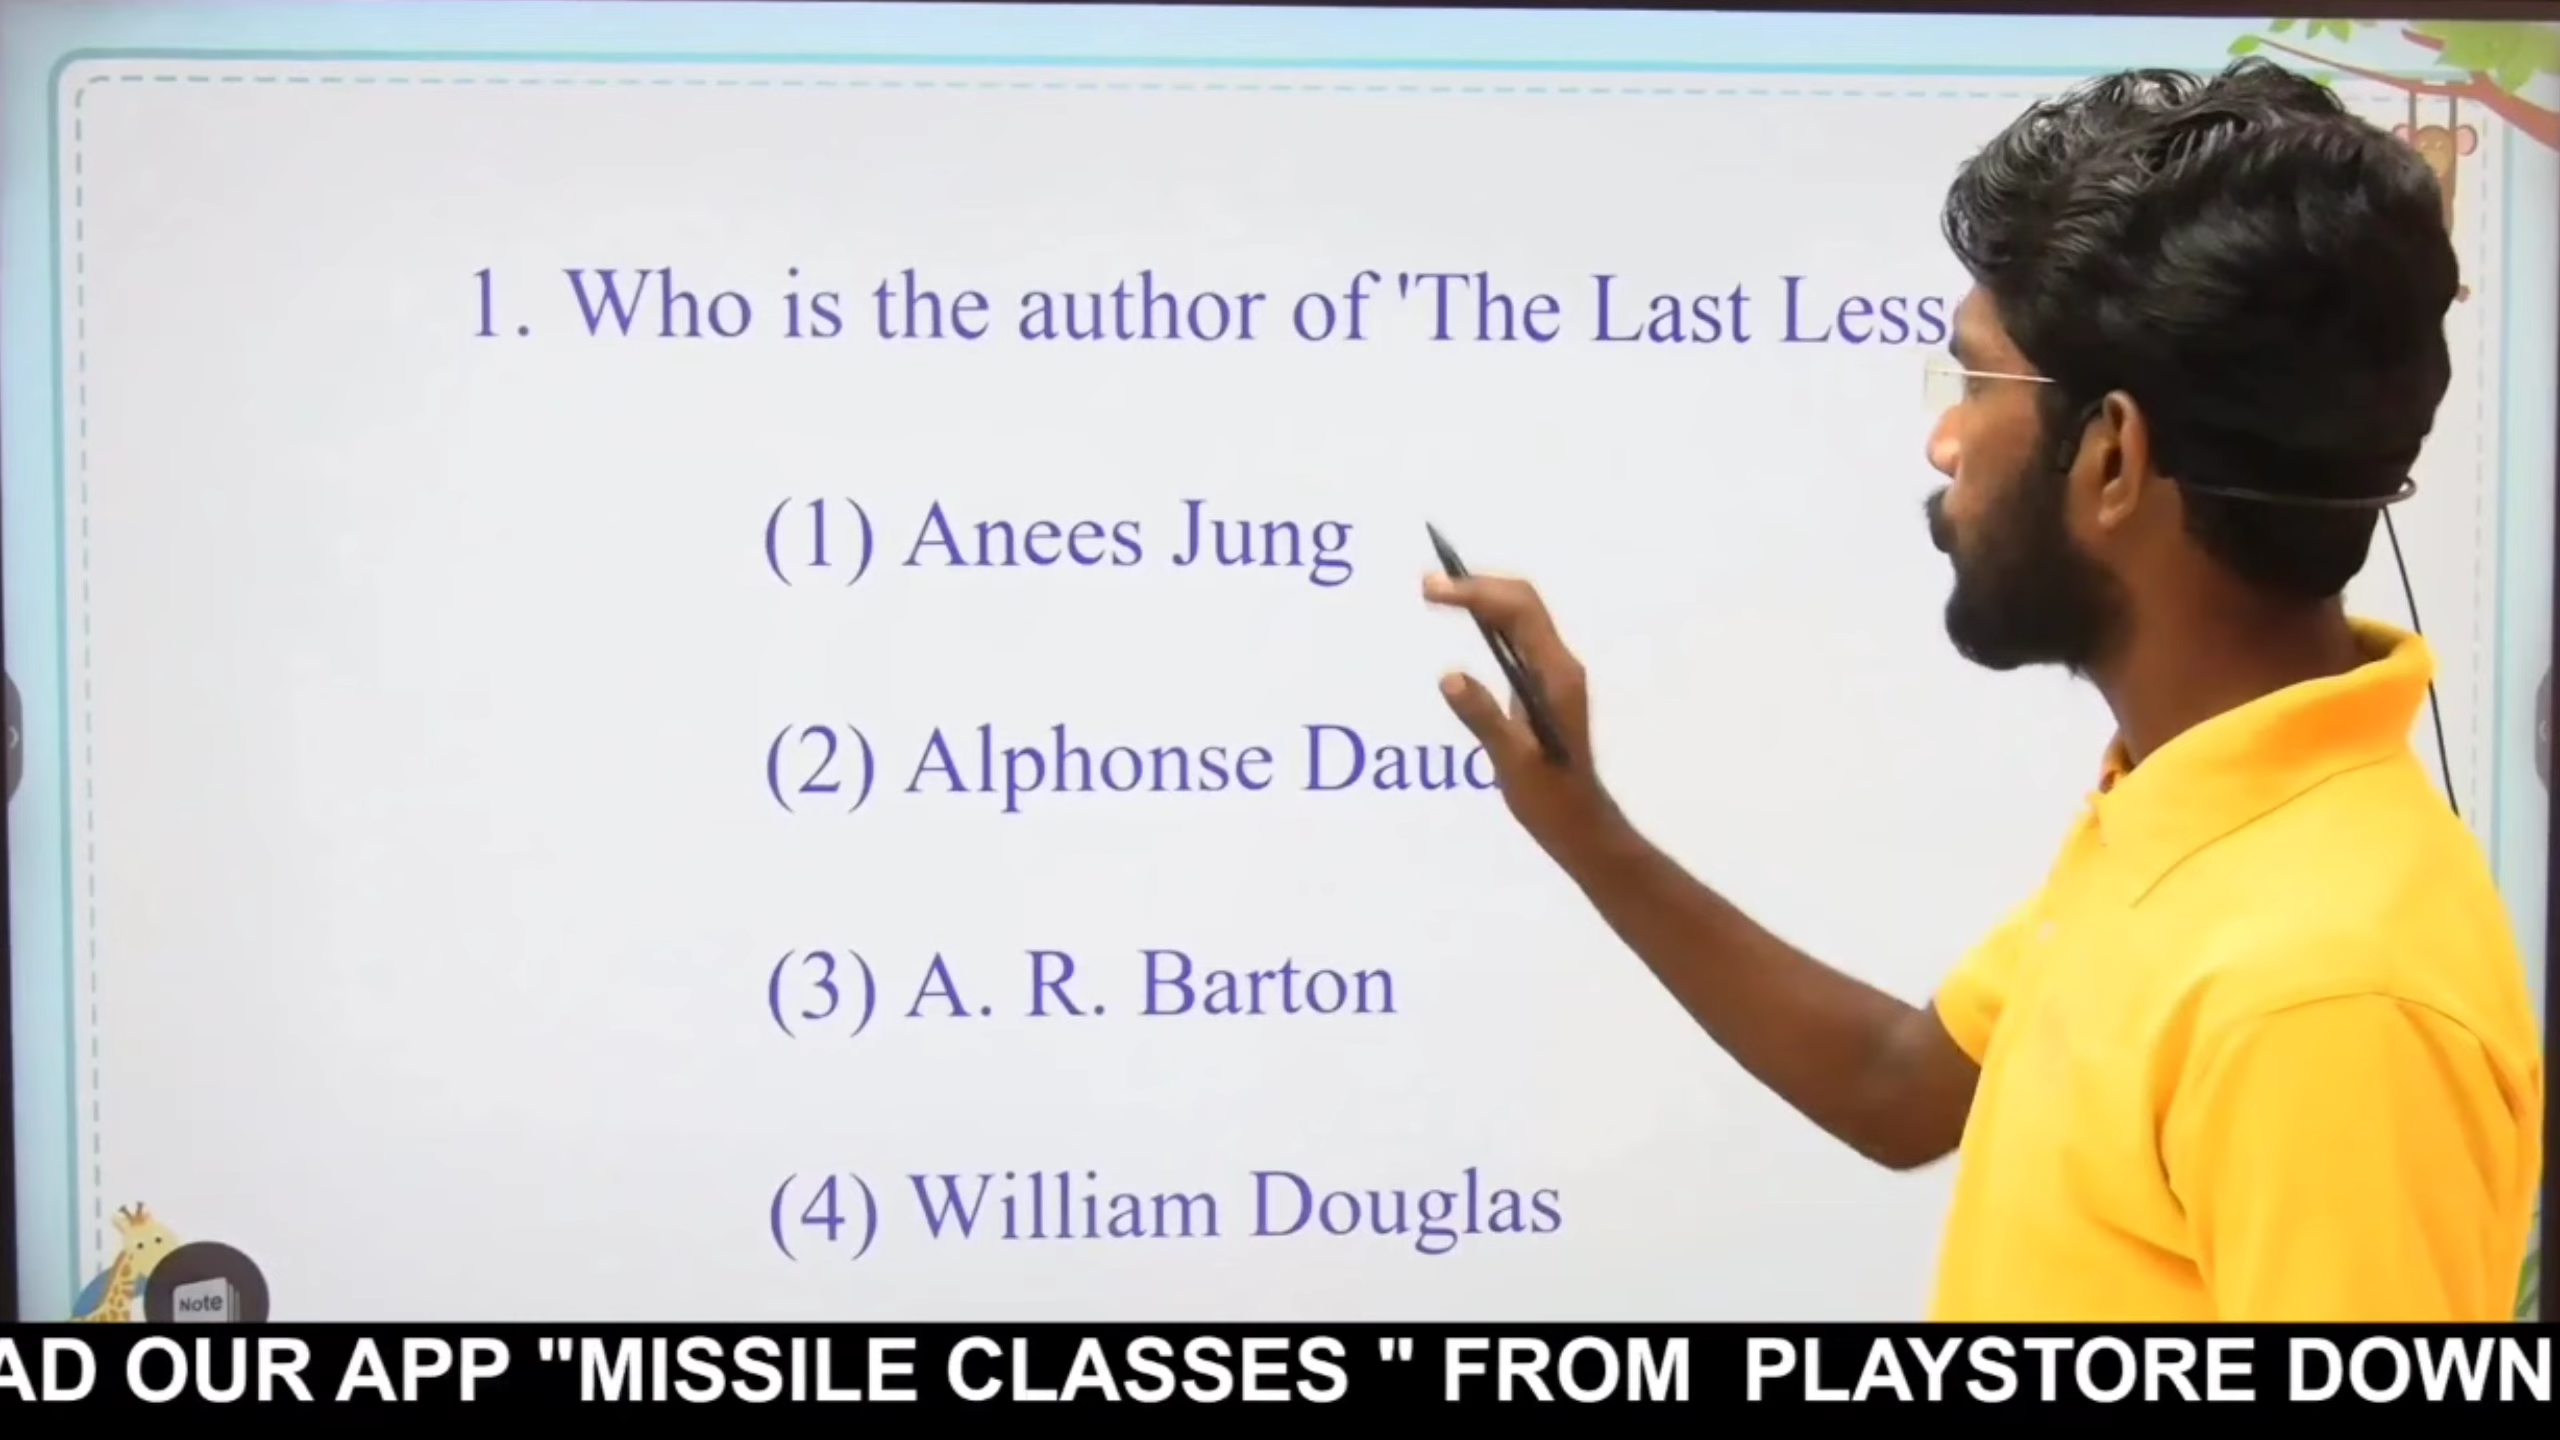 1. Who is the author of 'The Last Less
(1) Anees Jung
(2) Alphonse Daud
(3) A. R. Barton
(4) William Douglas
Note
AD OUR APP "MISSILE CLASSES " FROM PLAYSTORE DOWN